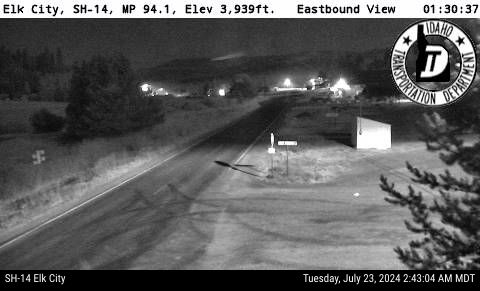 Elk City, SH-14, MP 94.1, Elev 3,939ft. Eastbound View 01:30:37
IDAHO
TRANSPORTATION DEPARTMENT
SH-14 Elk City Tuesday, July 23, 2024 2:43:04 AM MDT